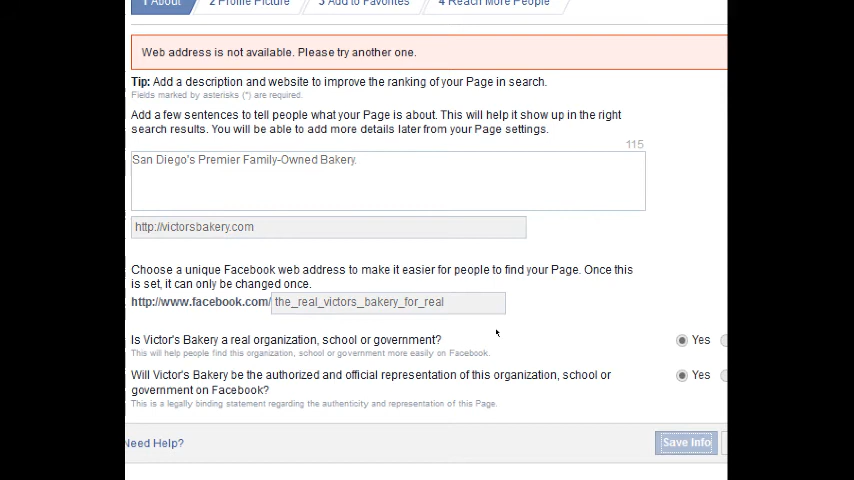 1 About 2 Profile Picture 3 Add to Favorites 4 Reach More People
Web address is not available. Please try another one.
Tip: Add a description and website to improve the ranking of your Page in search.
Fields marked by asterisks (*) are required.
Add a few sentences to tell people what your Page is about. This will help it show up in the right
search results. You will be able to add more details later from your Page settings.
115
San Diego's Premier Family-Owned Bakery.
http://victorsbakery.com
Choose a unique Facebook web address to make it easier for people to find your Page. Once this
is set, it can only be changed once.
http://www.facebook.com/ the_real_victors_bakery_for_real
Is Victor's Bakery a real organization, school or government? Yes
This will help people find this organization, school or government more easily on Facebook.
Will Victor's Bakery be the authorized and official representation of this organization, school or Yes
government on Facebook?
This is a legally binding statement regarding the authenticity and representation of this Page.
Need Help? Save Info